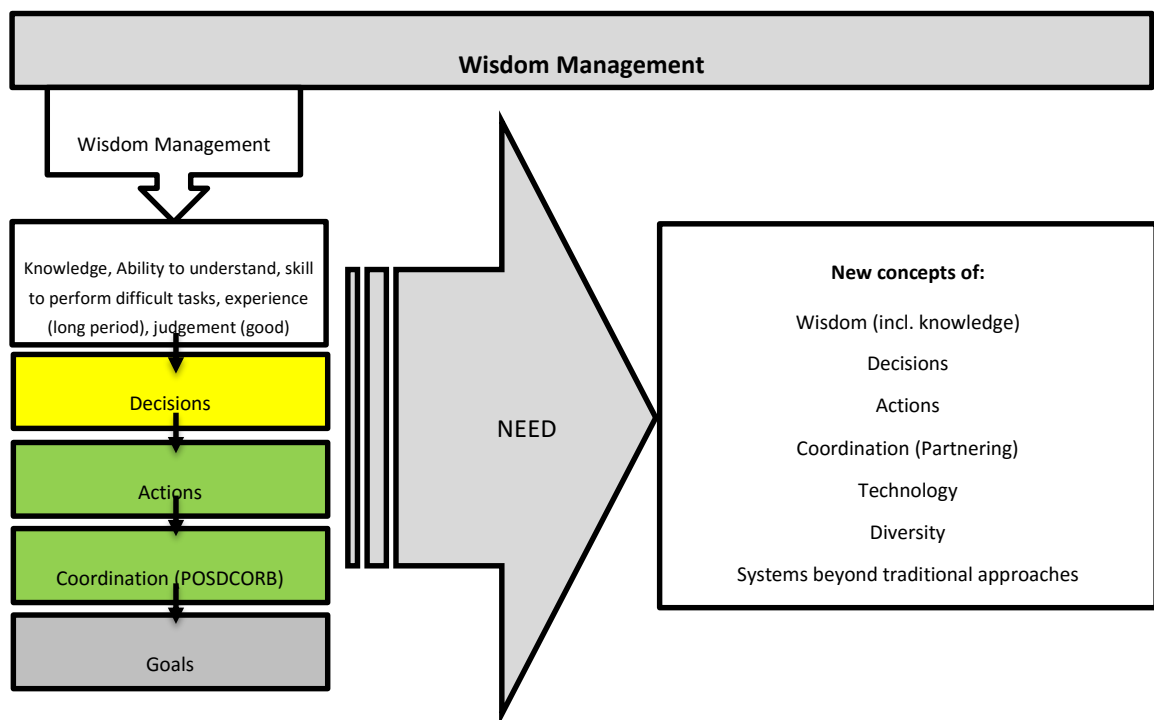 Wisdom Management
Wisdom Management
Knowledge, Ability to understand, skill
to perform difficult tasks, experience
(long period), judgement (good)
Decisions
Actions
Coordination (POSDCORB)
Goals
NEED
New concepts of:
Wisdom (incl. knowledge)
Decisions
Actions
Coordination (Partnering)
Technology
Diversity
Systems beyond traditional approaches